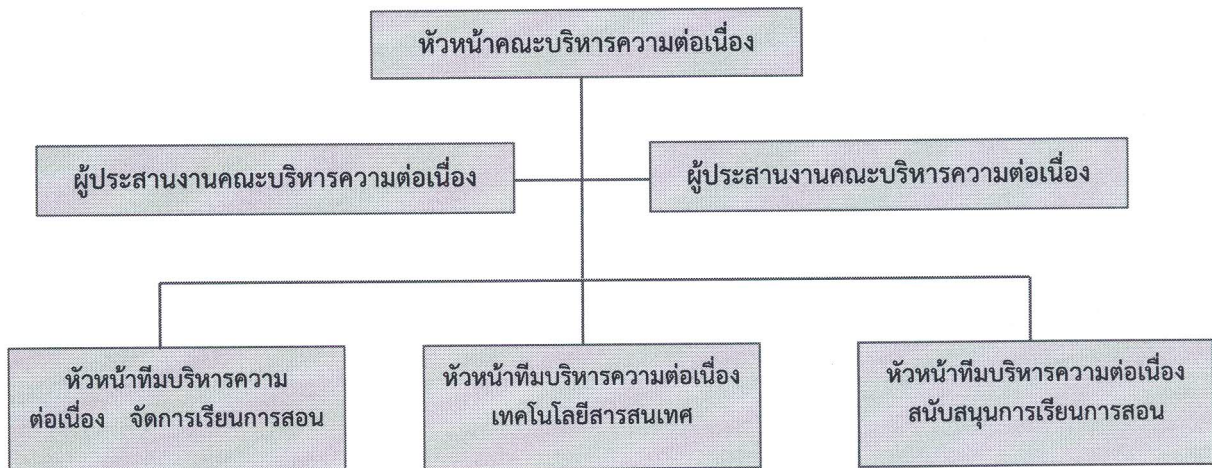 หัวหน้าคณะบริหารความต่อเนื่อง
ผู้ประสานงานคณะบริหารความต่อเนื่อง
ผู้ประสานงานคณะบริหารความต่อเนื่อง
หัวหน้าทีมบริหารความ
ต่อเนื่อง จัดการเรียนการสอน
หัวหน้าทีมบริหารความต่อเนื่อง
เทคโนโลยีสารสนเทศ
หัวหน้าทีมบริหารความต่อเนื่อง
สนับสนุนการเรียนการสอน